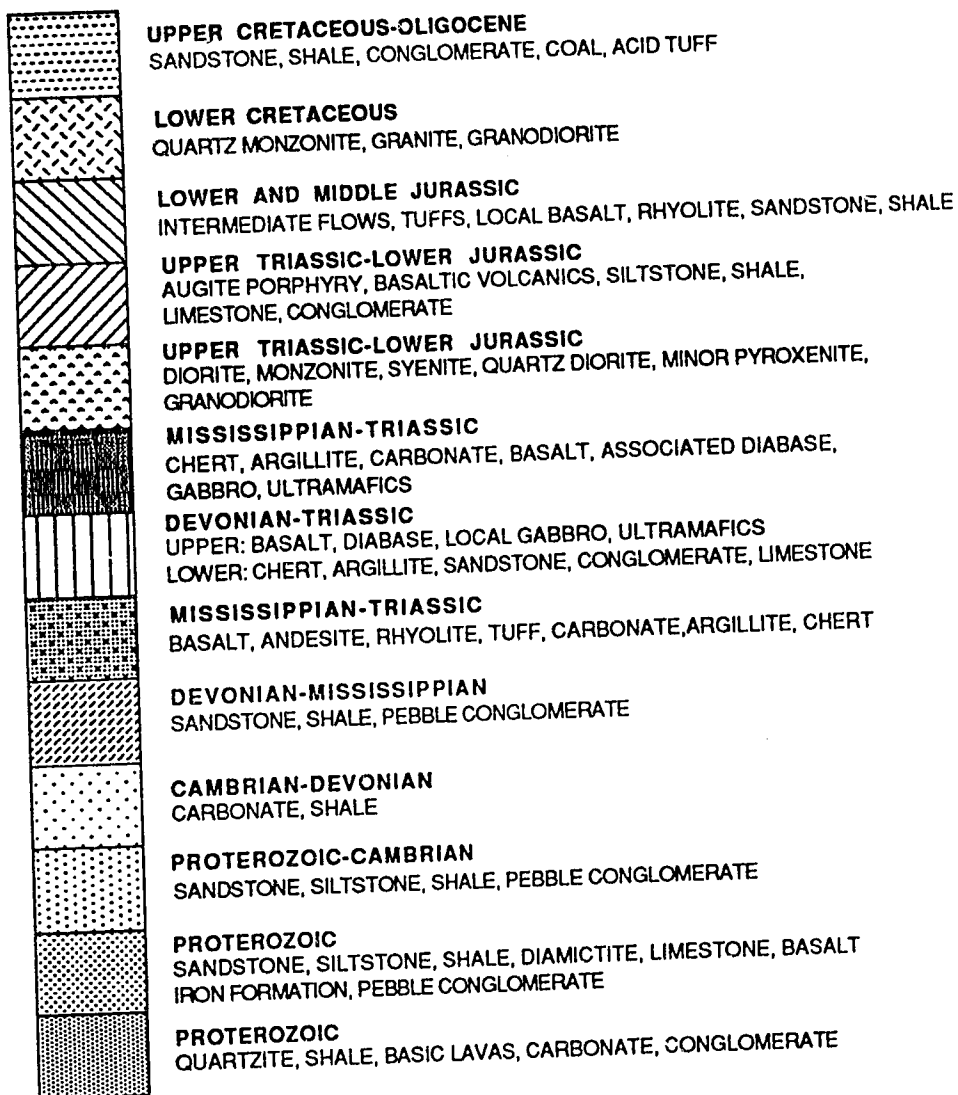 UPPER CRETACEOUS-OLIGOCENE
SANDSTONE, SHALE, CONGLOMERATE, COAL, ACID TUFF
LOWER CRETACEOUS
QUARTZ MONZONITE, GRANITE, GRANODIORITE
LOWER AND MIDDLE JURASSIC
INTERMEDIATE FLOWS, TUFFS, LOCAL BASALT, RHYOLITE, SANDSTONE, SHALE
UPPER TRIASSIC-LOWER JURASSIC
AUGITE PORPHYRY, BASALTIC VOLCANICS, SILTSTONE, SHALE,
LIMESTONE, CONGLOMERATE
UPPER TRIASSIC-LOWER JURASSIC
DIORITE, MONZONITE, SYENITE, QUARTZ DIORITE, MINOR PYROXENITE,
GRANODIORITE
MISSISSIPPIAN-TRIASSIC
CHERT, ARGILLITE, CARBONATE, BASALT, ASSOCIATED DIABASE,
GABBRO, ULTRAMAFICS
DEVONIAN-TRIASSIC
UPPER: BASALT, DIABASE, LOCAL GABBRO, ULTRAMAFICS
LOWER: CHERT, ARGILLITE, SANDSTONE, CONGLOMERATE, LIMESTONE
MISSISSIPPIAN-TRIASSIC
BASALT, ANDESITE, RHYOLITE, TUFF, CARBONATE,ARGILLITE, CHERT
DEVONIAN-MISSISSIPPIAN
SANDSTONE, SHALE, PEBBLE CONGLOMERATE
CAMBRIAN-DEVONIAN
CARBONATE, SHALE
PROTEROZOIC-CAMBRIAN
SANDSTONE, SILTSTONE, SHALE, PEBBLE CONGLOMERATE
PROTEROZOIC
SANDSTONE, SILTSTONE, SHALE, DIAMICTITE, LIMESTONE, BASALT
IRON FORMATION, PEBBLE CONGLOMERATE
PROTEROZOIC
QUARTZITE, SHALE, BASIC LAVAS, CARBONATE, CONGLOMERATE